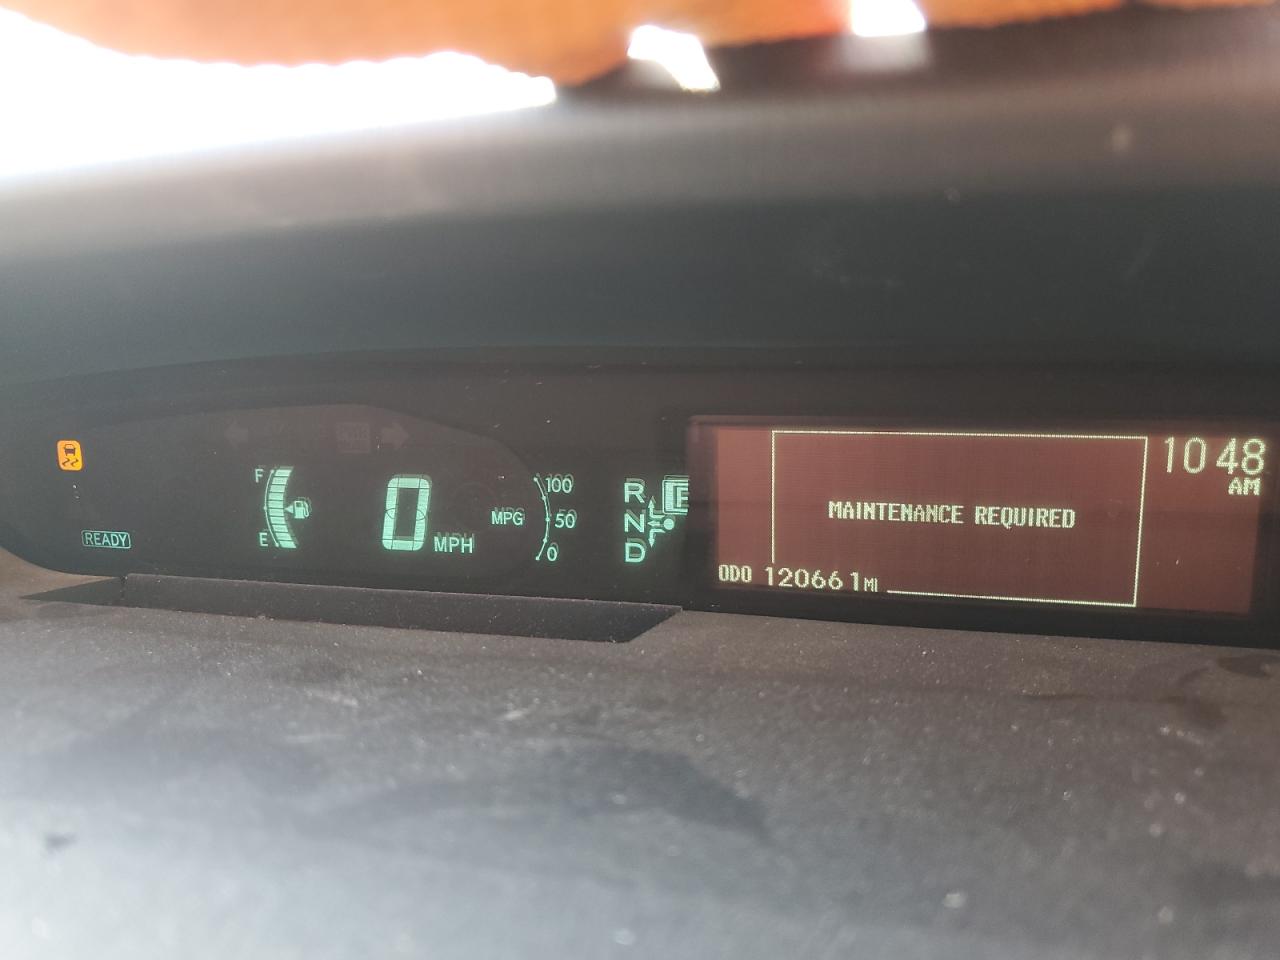 READY
F
E
0 MPH
MPG
100
50
0
R
N
D
MAINTENANCE REQUIRED
10 48
AM
ODO 120661 MI